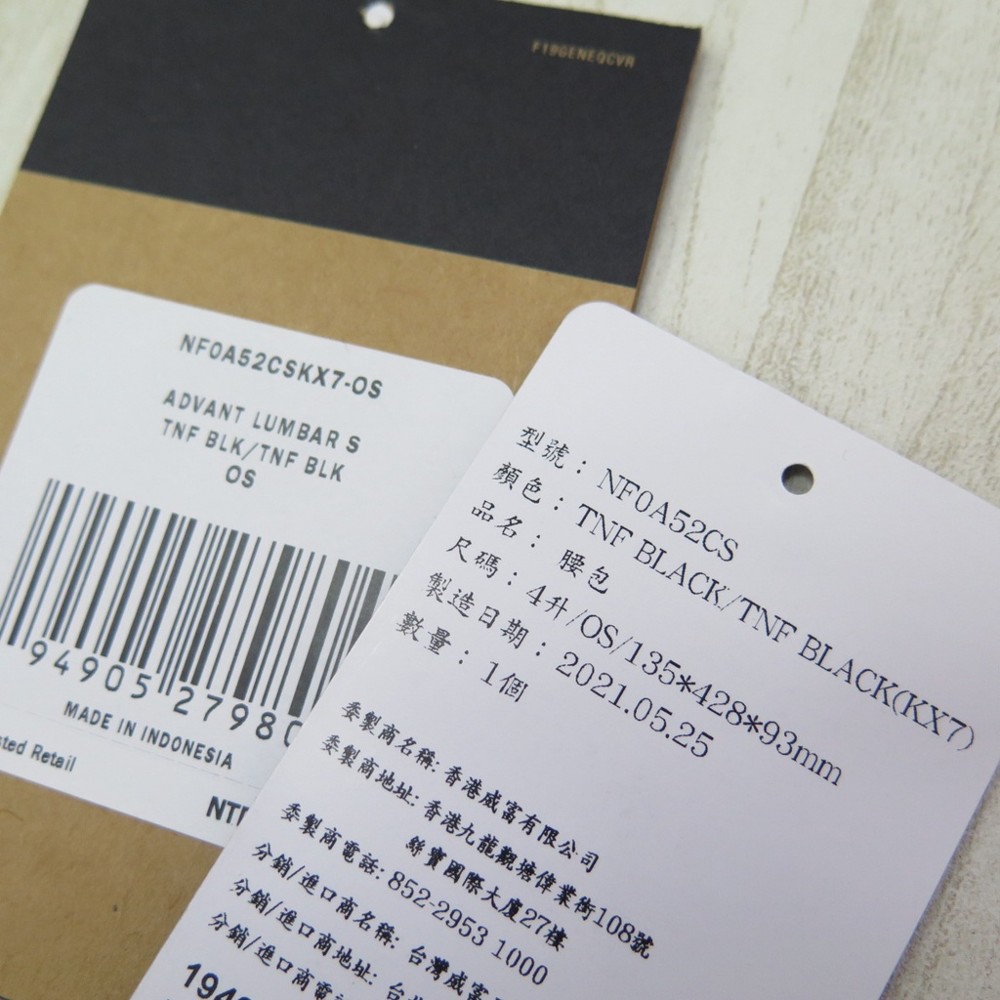 F19GENEQCVR
NF0A52CSKX7-OS
ADVANT LUMBAR S
TNF BLK/TNF BLK
OS
94905 27980
MADE IN INDONESIA
Retail
型號：NF0A52CS
顏色：TNF BLACK/TNF BLACK(KX7)
品名：腰包
尺碼：4升/OS/135*428*93mm
製造日期：2021.05.25
數量：1個
委製商名稱: 香港威富有限公司
委製商地址: 香港九龍觀塘偉業街108號
絲寶國際大廈27樓
委製商電話: 852-2953 1000
分銷/進口商名稱: 台灣威富
分銷/進口商地址: 台
分銷/進口商電
194